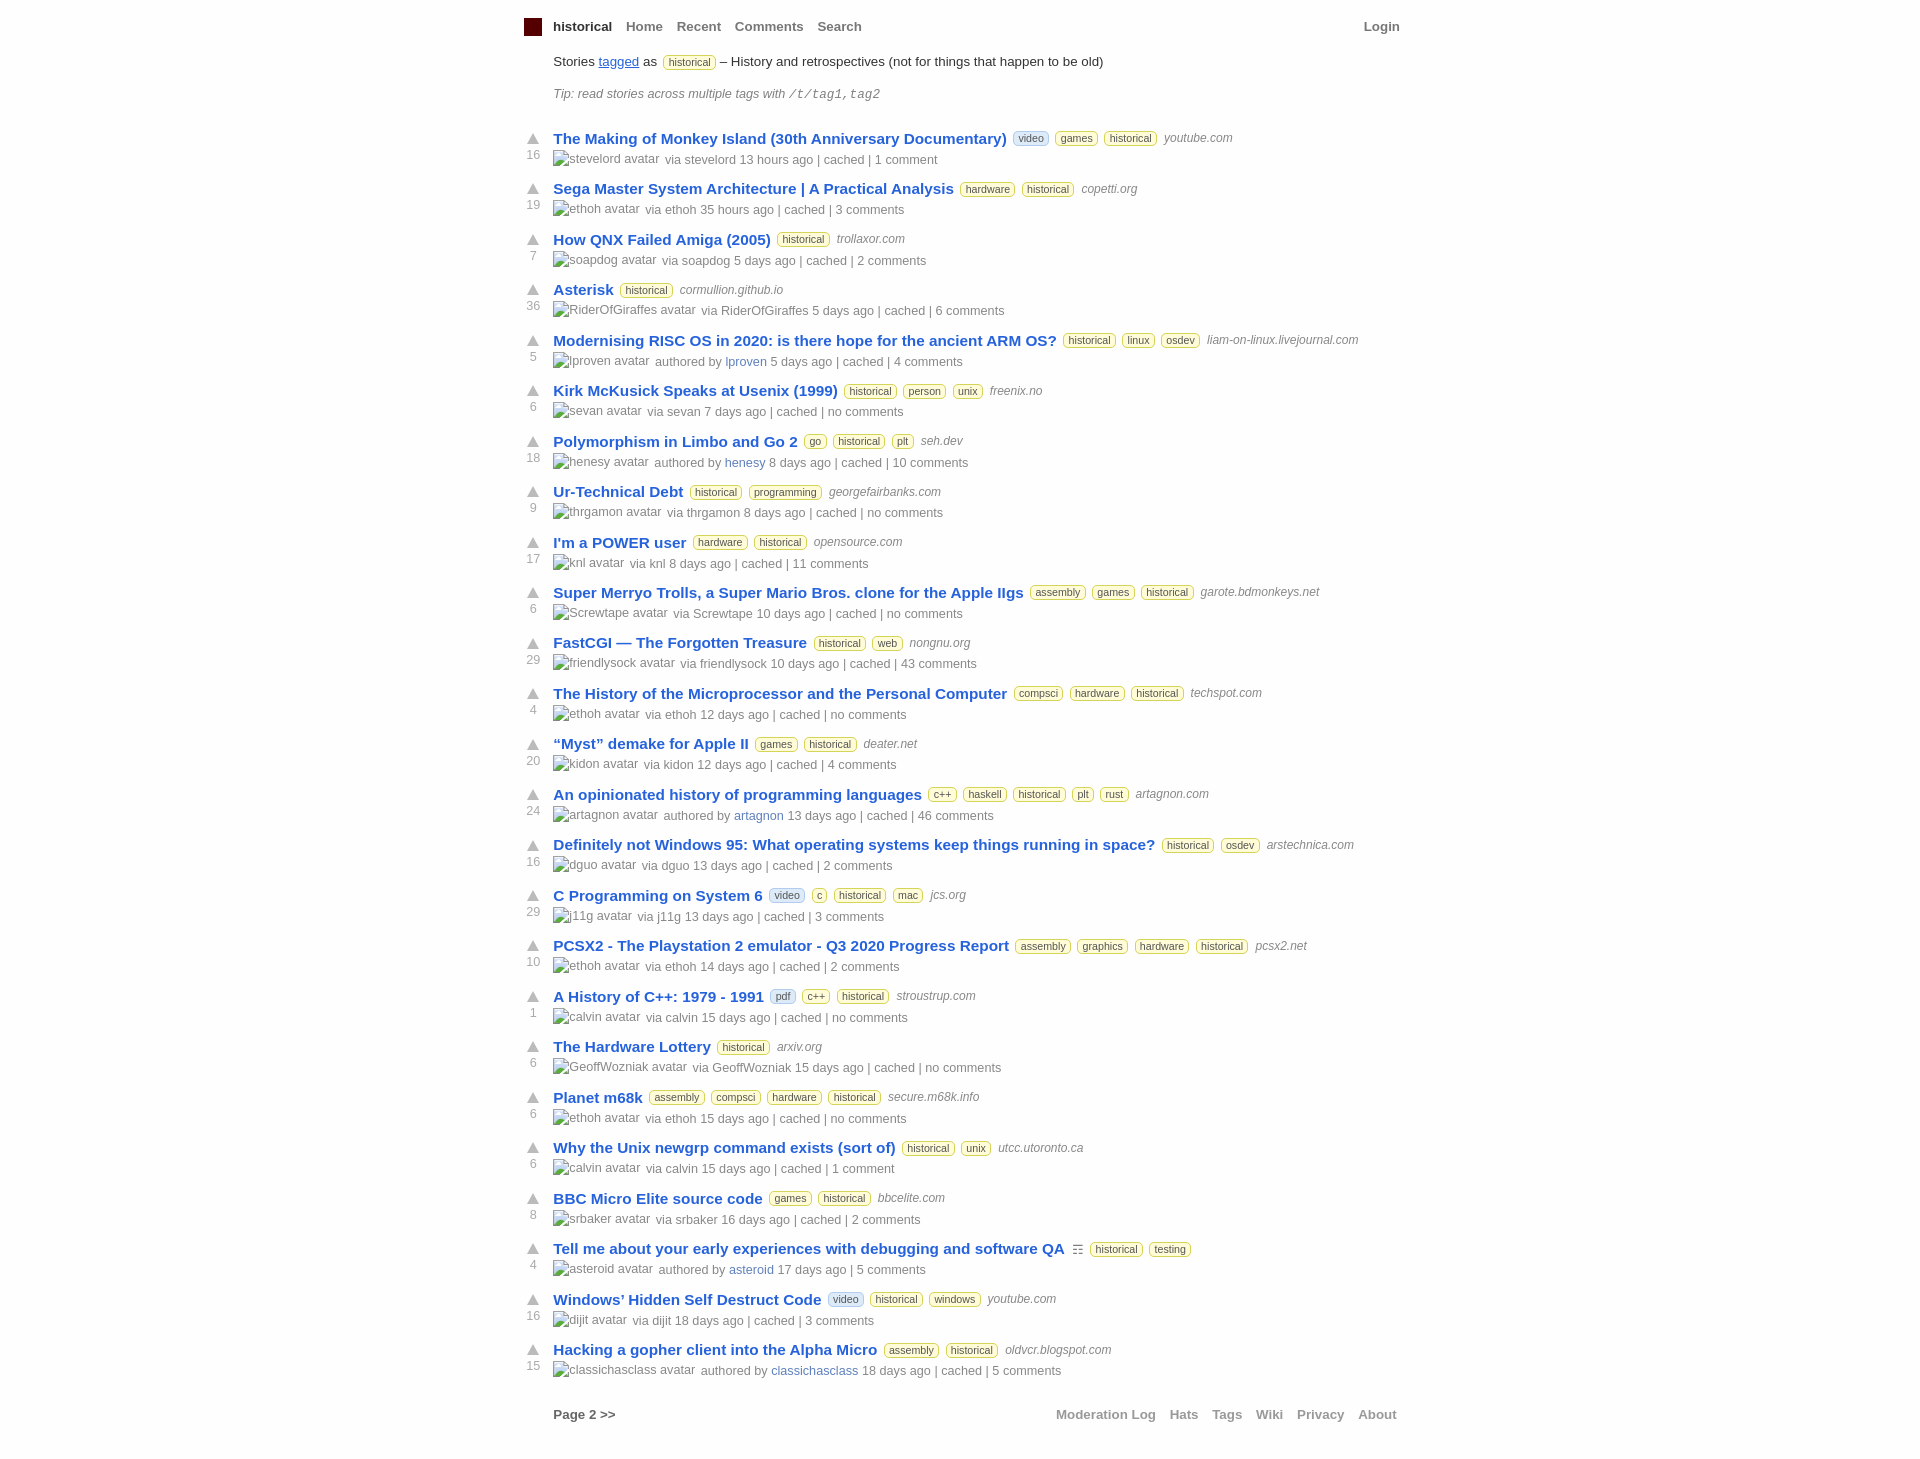 historical Home Recent Comments Search Login
Stories tagged as historical – History and retrospectives (not for things that happen to be old)
Tip: read stories across multiple tags with /t/tag1,tag2
The Making of Monkey Island (30th Anniversary Documentary) video games historical youtube.com
16 stevelord avatar via stevelord 13 hours ago | cached | 1 comment
Sega Master System Architecture | A Practical Analysis hardware historical copetti.org
19 ethoh avatar via ethoh 35 hours ago | cached | 3 comments
How QNX Failed Amiga (2005) historical trollaxor.com
7 soapdog avatar via soapdog 5 days ago | cached | 2 comments
Asterisk historical cormullion.github.io
36 RiderOfGiraffes avatar via RiderOfGiraffes 5 days ago | cached | 6 comments
Modernising RISC OS in 2020: is there hope for the ancient ARM OS? historical linux osdev liam-on-linux.livejournal.com
5 lproven avatar authored by lproven 5 days ago | cached | 4 comments
Kirk McKusick Speaks at Usenix (1999) historical person unix freenix.no
6 sevan avatar via sevan 7 days ago | cached | no comments
Polymorphism in Limbo and Go 2 go historical plt seh.dev
18 henesy avatar authored by henesy 8 days ago | cached | 10 comments
Ur-Technical Debt historical programming georgefairbanks.com
9 thrgamon avatar via thrgamon 8 days ago | cached | no comments
I'm a POWER user hardware historical opensource.com
17 knl avatar via knl 8 days ago | cached | 11 comments
Super Merryo Trolls, a Super Mario Bros. clone for the Apple IIgs assembly games historical garote.bdmonkeys.net
6 Screwtape avatar via Screwtape 10 days ago | cached | no comments
FastCGI — The Forgotten Treasure historical web nongnu.org
29 friendlysock avatar via friendlysock 10 days ago | cached | 43 comments
The History of the Microprocessor and the Personal Computer compsci hardware historical techspot.com
4 ethoh avatar via ethoh 12 days ago | cached | no comments
“Myst” demake for Apple II games historical deater.net
20 kidon avatar via kidon 12 days ago | cached | 4 comments
An opinionated history of programming languages c++ haskell historical plt rust artagnon.com
24 artagnon avatar authored by artagnon 13 days ago | cached | 46 comments
Definitely not Windows 95: What operating systems keep things running in space? historical osdev arstechnica.com
16 dguo avatar via dguo 13 days ago | cached | 2 comments
C Programming on System 6 video c historical mac jcs.org
29 j11g avatar via j11g 13 days ago | cached | 3 comments
PCSX2 - The Playstation 2 emulator - Q3 2020 Progress Report assembly graphics hardware historical pcsx2.net
10 ethoh avatar via ethoh 14 days ago | cached | 2 comments
A History of C++: 1979 - 1991 pdf c++ historical stroustrup.com
1 calvin avatar via calvin 15 days ago | cached | no comments
The Hardware Lottery historical arxiv.org
6 GeoffWozniak avatar via GeoffWozniak 15 days ago | cached | no comments
Planet m68k assembly compsci hardware historical secure.m68k.info
6 ethoh avatar via ethoh 15 days ago | cached | no comments
Why the Unix newgrp command exists (sort of) historical unix utcc.utoronto.ca
6 calvin avatar via calvin 15 days ago | cached | 1 comment
BBC Micro Elite source code games historical bbcelite.com
8 srbaker avatar via srbaker 16 days ago | cached | 2 comments
Tell me about your early experiences with debugging and software QA ☶ historical testing
4 asteroid avatar authored by asteroid 17 days ago | 5 comments
Windows’ Hidden Self Destruct Code video historical windows youtube.com
16 dijit avatar via dijit 18 days ago | cached | 3 comments
Hacking a gopher client into the Alpha Micro assembly historical oldvcr.blogspot.com
15 classichasclass avatar authored by classichasclass 18 days ago | cached | 5 comments
Page 2 >> Moderation Log Hats Tags Wiki Privacy About